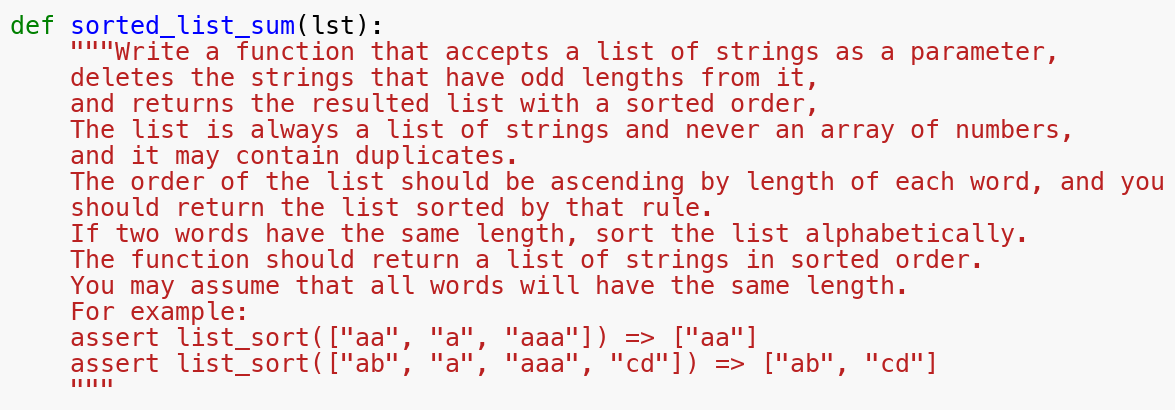 def sorted_list_sum(lst):
    """Write a function that accepts a list of strings as a parameter,
    deletes the strings that have odd lengths from it,
    and returns the resulted list with a sorted order,
    The list is always a list of strings and never an array of numbers,
    and it may contain duplicates.
    The order of the list should be ascending by length of each word, and you
    should return the list sorted by that rule.
    If two words have the same length, sort the list alphabetically.
    The function should return a list of strings in sorted order.
    You may assume that all words will have the same length.
    For example:
    assert list_sort(["aa", "a", "aaa"]) => ["aa"]
    assert list_sort(["ab", "a", "aaa", "cd"]) => ["ab", "cd"]
    """